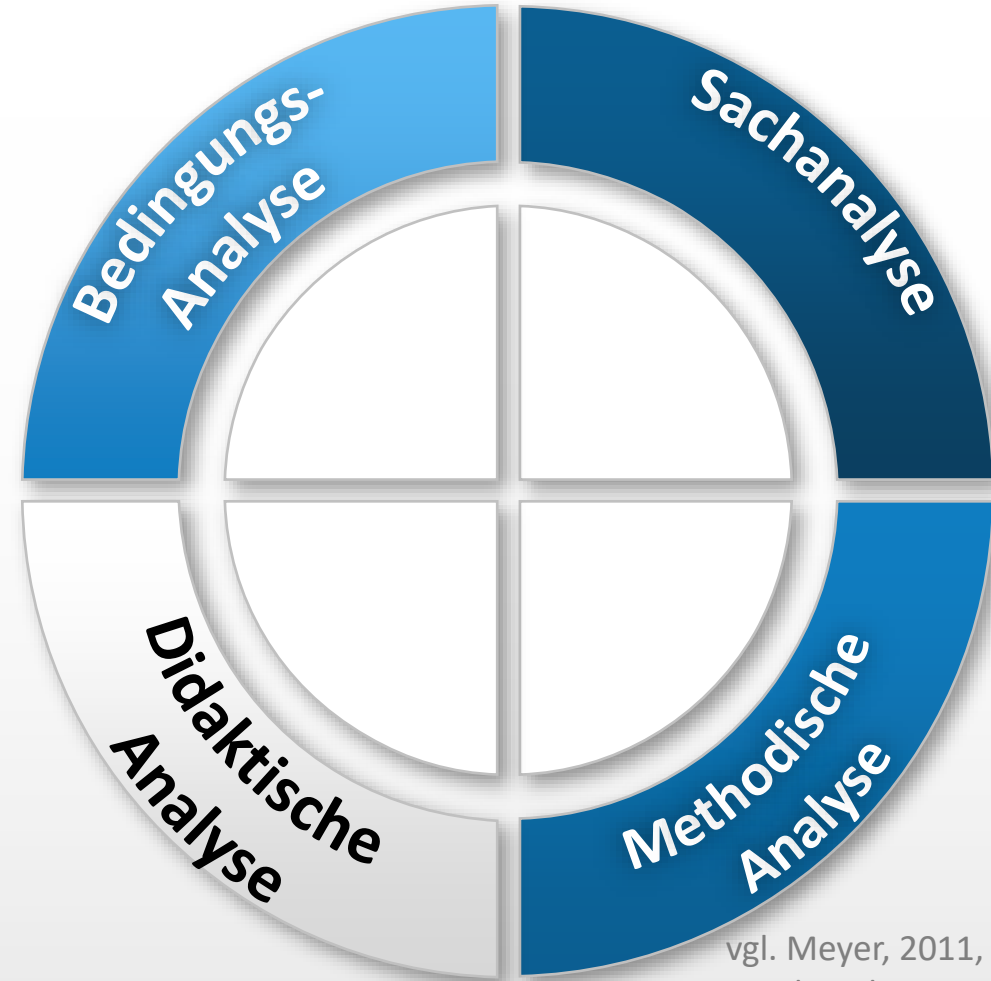 Bedingungs-
Analyse
Sachanalyse
Didaktische
Analyse
Methodische
Analyse
vgl. Meyer, 2011,